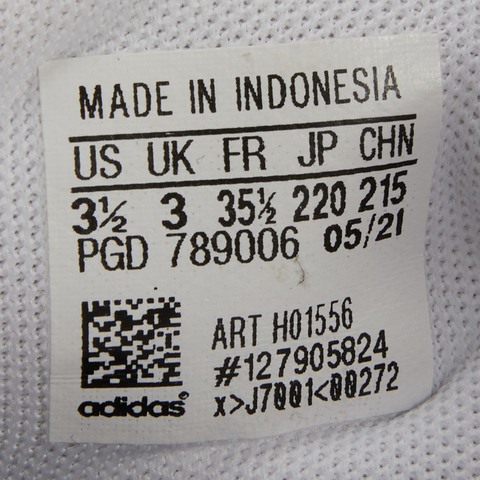 MADE IN INDONESIA
US UK FR JP CHN
3½ 3 35½ 220 215
PGD 789006 05/21
ART H01556
#127905824
x>J7001<00272
adidas®